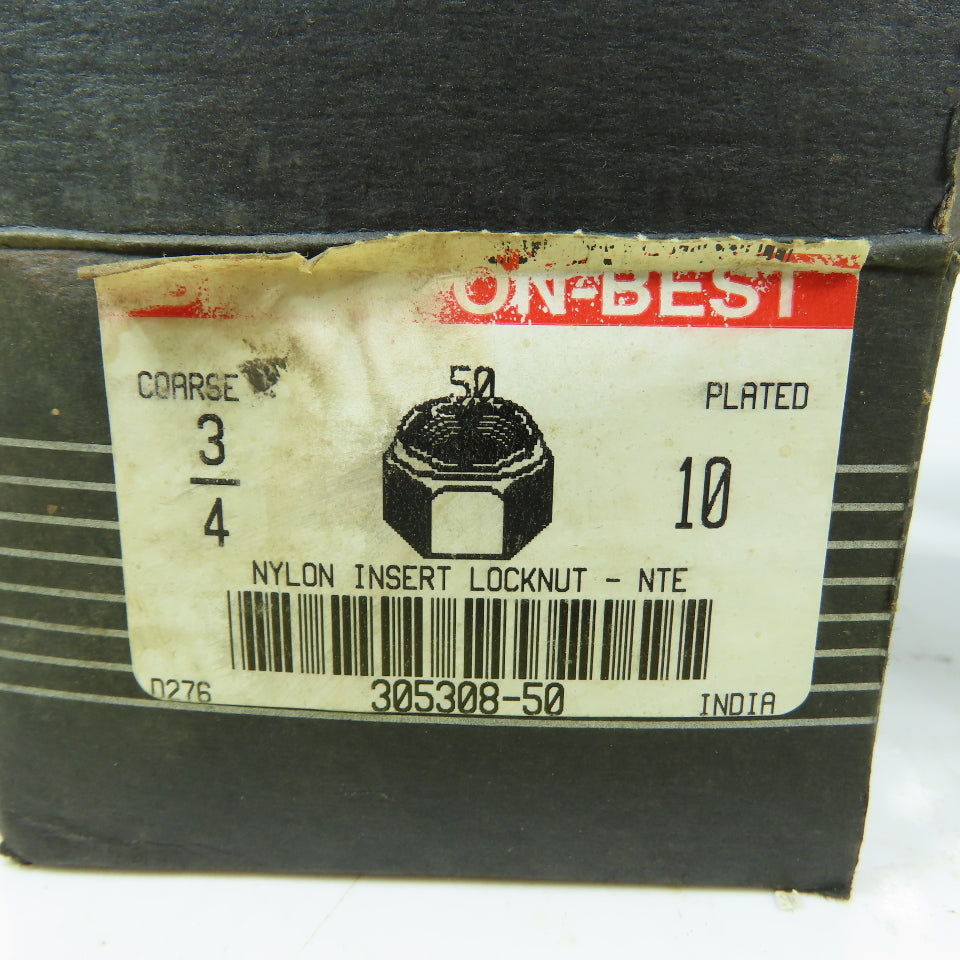 ON-BEST
COARSE 50 PLATED
3/4 10
NYLON INSERT LOCKNUT - NTE
D276 305308-50 INDIA